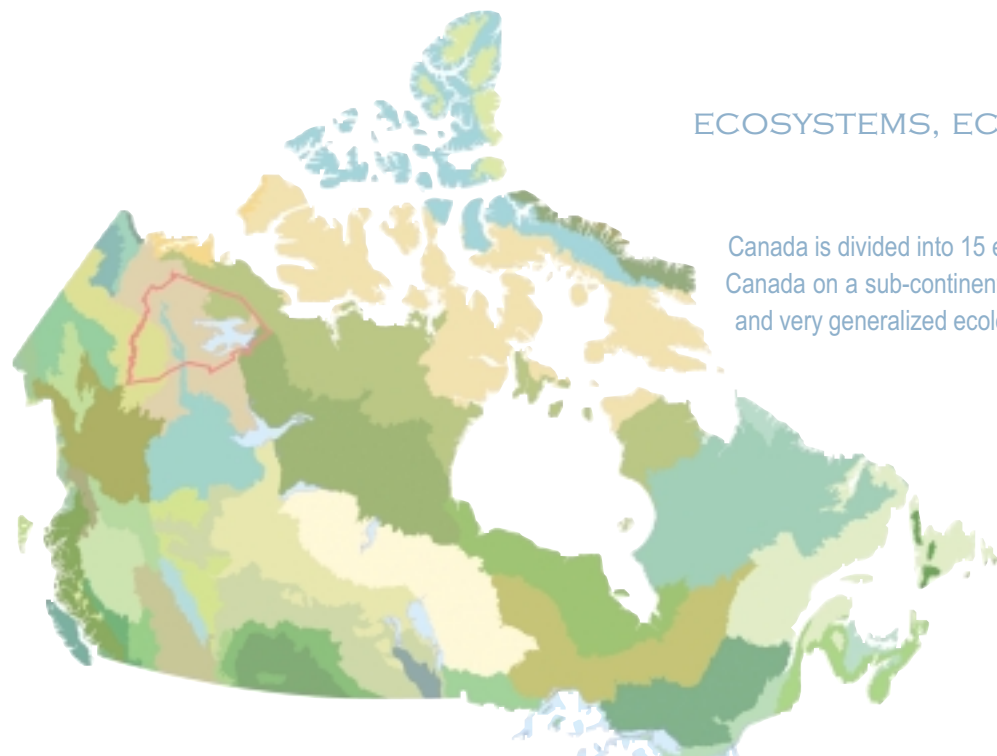 ECOSYSTEMS, EC
Canada is divided into 15 e
Canada on a sub-continen
and very generalized ecol